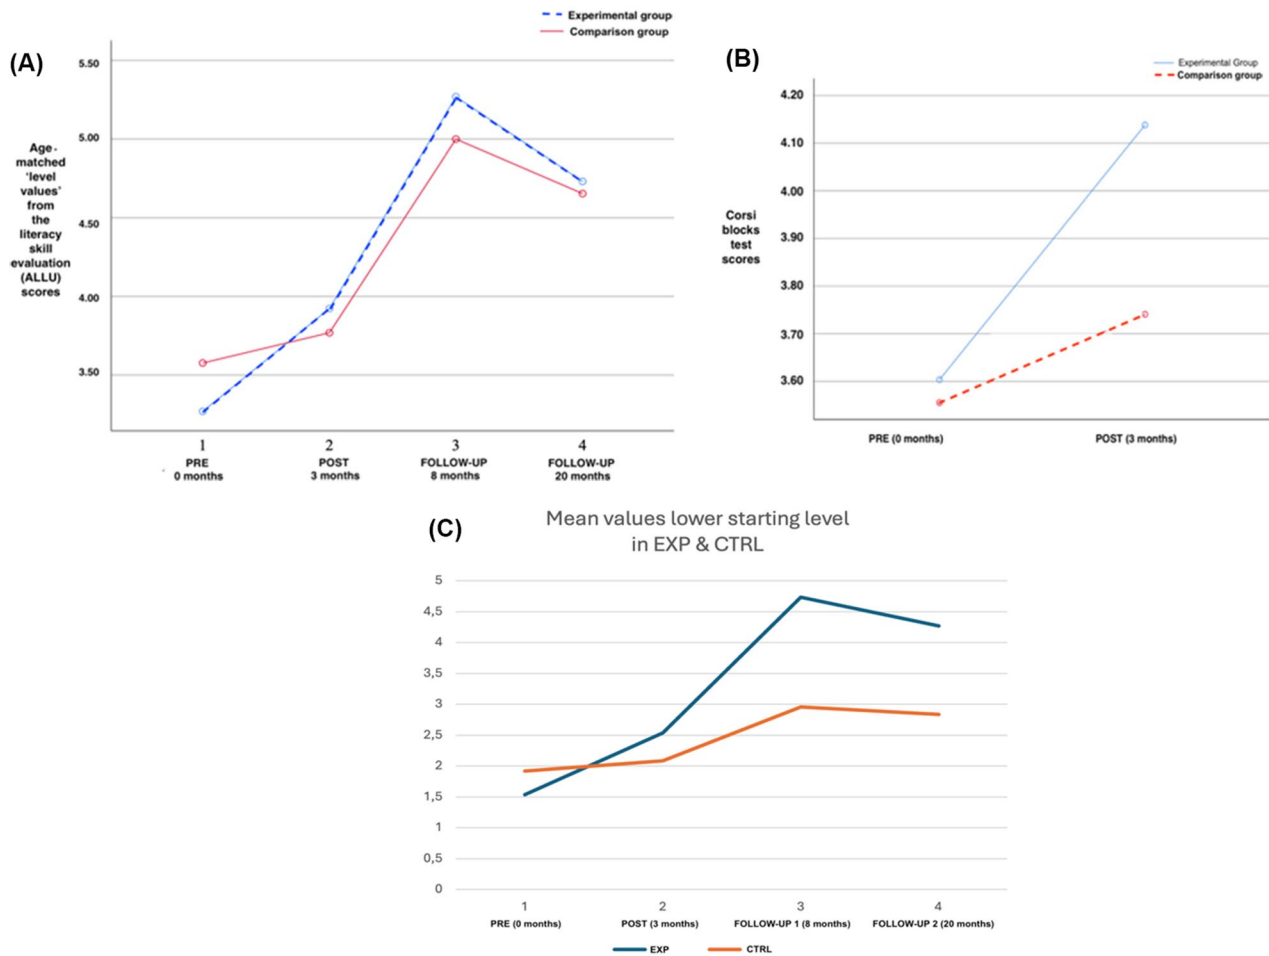 (A)
Experimental group
Comparison group
5.50
5.00
4.50
4.00
3.50
Age-
matched
‘level
values’
from
the
literacy
skill
evaluation
(ALLU)
scores
1
PRE
0 months
2
POST
3 months
3
FOLLOW-UP
8 months
4
FOLLOW-UP
20 months
(B)
Experimental Group
Comparison group
4.20
4.10
4.00
3.90
3.80
3.70
3.60
Corsi
blocks
test
scores
PRE (0 months)
POST (3 months)
(C)
Mean values lower starting level
in EXP & CTRL
5
4,5
4
3,5
3
2,5
2
1,5
1
0,5
0
1
PRE (0 months)
2
POST (3 months)
3
FOLLOW-UP 1 (8 months)
4
FOLLOW-UP 2 (20 months)
EXP
CTRL